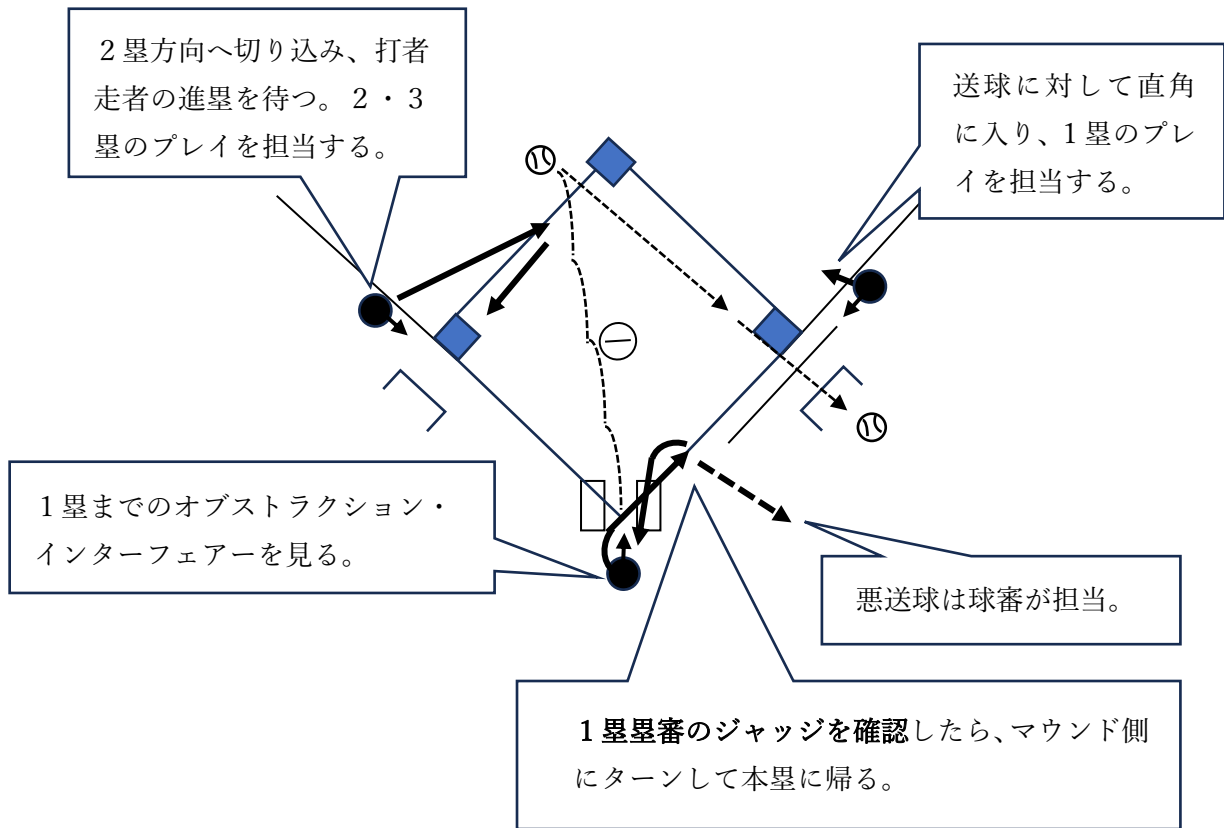 ２塁方向へ切り込み、打者
走者の進塁を待つ。２・３
塁のプレイを担当する。
送球に対して直角
に入り、１塁のプレ
イを担当する。
１塁までのオブストラクション・
インターフェアーを見る。
悪送球は球審が担当。
１塁塁審のジャッジを確認したら、マウンド側
にターンして本塁に帰る。